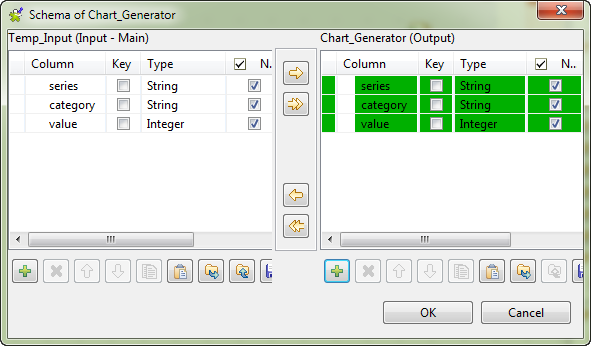 Schema of Chart_Generator
Temp_Input (Input - Main)
Column Key Type N..
series String
category String
value Integer
Chart_Generator (Output)
Column Key Type N..
series String
category String
value Integer
OK Cancel